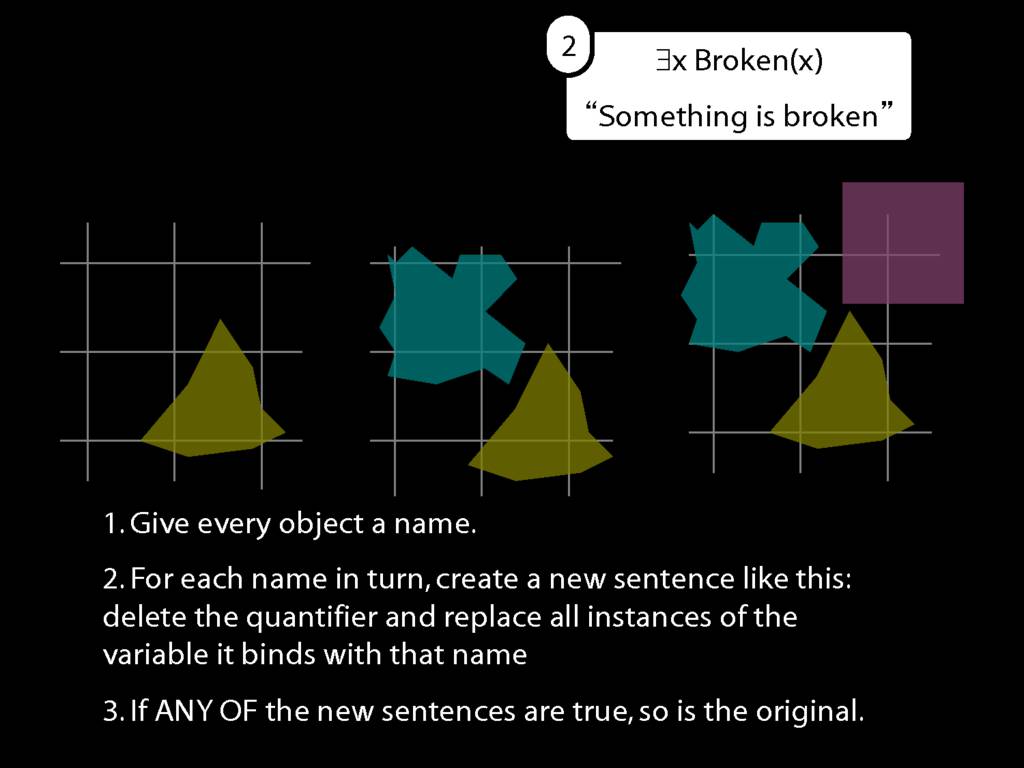 2
∃x Broken(x)
“Something is broken”
1. Give every object a name.
2. For each name in turn, create a new sentence like this:
delete the quantifier and replace all instances of the
variable it binds with that name
3. If ANY OF the new sentences are true, so is the original.